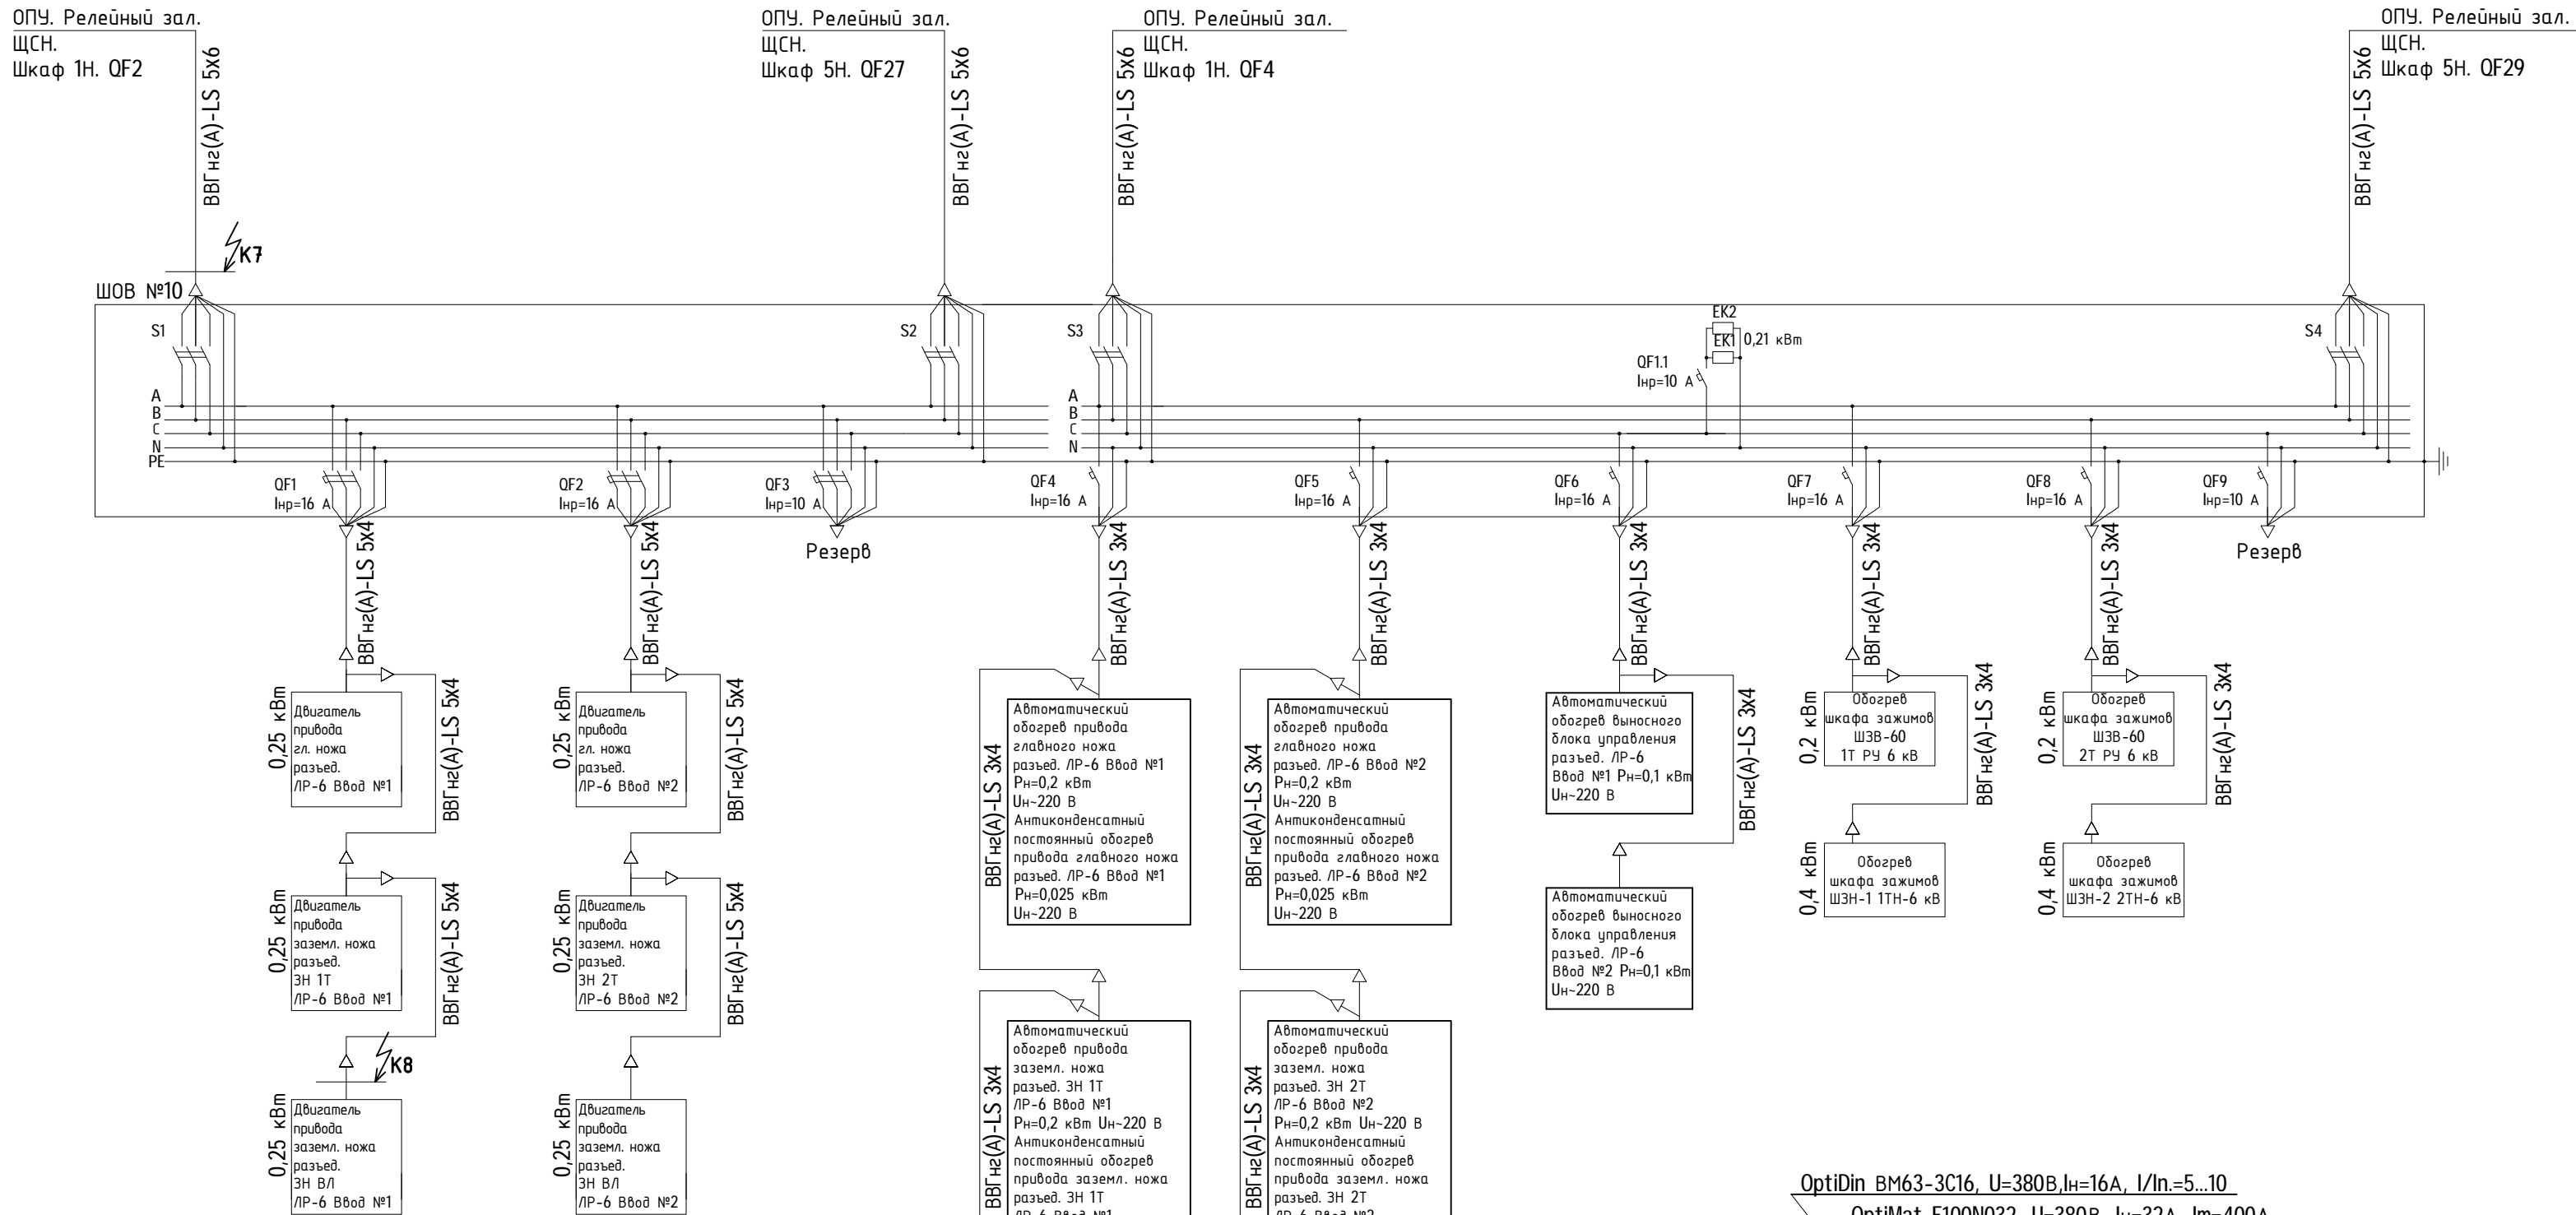 ОПУ. Релейный зал.
ЩСН.
Шкаф 1Н. QF2
ВВГнг(А)-LS 5х6
ОПУ. Релейный зал.
ЩСН.
Шкаф 5Н. QF27
ВВГнг(А)-LS 5х6
ОПУ. Релейный зал.
ЩСН.
Шкаф 1Н. QF4
ВВГнг(А)-LS 5х6
ОПУ. Релейный зал.
ЩСН.
Шкаф 5Н. QF29
ВВГнг(А)-LS 5х6
К7
ШОВ №10
S1
S2
S3
S4
EK2
EK1
0,21 кВт
QF1.1
Iнр=10 А
A
B
C
N
PE
A
B
C
N
QF1
Iнр=16 А
QF2
Iнр=16 А
QF3
Iнр=10 А
QF4
Iнр=16 А
QF5
Iнр=16 А
QF6
Iнр=16 А
QF7
Iнр=16 А
QF8
Iнр=16 А
QF9
Iнр=10 А
Резерв
Резерв
ВВГнг(А)-LS 5х4
ВВГнг(А)-LS 5х4
ВВГнг(А)-LS 3х4
ВВГнг(А)-LS 3х4
ВВГнг(А)-LS 3х4
ВВГнг(А)-LS 3х4
ВВГнг(А)-LS 3х4
0,25 кВт
Двигатель
привода
гл. ножа
разъед.
ЛР-6 Ввод №1
ВВГнг(А)-LS 5х4
0,25 кВт
Двигатель
привода
заземл. ножа
разъед.
ЗН 1Т
ЛР-6 Ввод №1
ВВГнг(А)-LS 5х4
К8
0,25 кВт
Двигатель
привода
заземл. ножа
разъед.
ЗН ВЛ
ЛР-6 Ввод №1
0,25 кВт
Двигатель
привода
гл. ножа
разъед.
ЛР-6 Ввод №2
ВВГнг(А)-LS 5х4
0,25 кВт
Двигатель
привода
заземл. ножа
разъед.
ЗН 2Т
ЛР-6 Ввод №2
ВВГнг(А)-LS 5х4
0,25 кВт
Двигатель
привода
заземл. ножа
разъед.
ЗН ВЛ
ЛР-6 Ввод №2
ВВГнг(А)-LS 3х4
Автоматический
обогрев привода
главного ножа
разъед. ЛР-6 Ввод №1
Рн=0,2 кВт
Uн~220 В
Антиконденсатный
постоянный обогрев
привода главного ножа
разъед. ЛР-6 Ввод №1
Рн=0,025 кВт
Uн~220 В
ВВГнг(А)-LS 3х4
Автоматический
обогрев привода
заземл. ножа
разъед. ЗН 1Т
ЛР-6 Ввод №1
Рн=0,2 кВт Uн~220 В
Антиконденсатный
постоянный обогрев
привода заземл. ножа
разъед. ЗН 1Т
ЛР-6 Ввод №1
ВВГнг(А)-LS 3х4
Автоматический
обогрев привода
главного ножа
разъед. ЛР-6 Ввод №2
Рн=0,2 кВт
Uн~220 В
Антиконденсатный
постоянный обогрев
привода главного ножа
разъед. ЛР-6 Ввод №2
Рн=0,025 кВт
Uн~220 В
ВВГнг(А)-LS 3х4
Автоматический
обогрев привода
заземл. ножа
разъед. ЗН 2Т
ЛР-6 Ввод №2
Рн=0,2 кВт Uн~220 В
Антиконденсатный
постоянный обогрев
привода заземл. ножа
разъед. ЗН 2Т
ЛР-6 Ввод №2
Автоматический
обогрев выносного
блока управления
разъед. ЛР-6
Ввод №1 Рн=0,1 кВт
Uн~220 В
ВВГнг(А)-LS 3х4
Автоматический
обогрев выносного
блока управления
разъед. ЛР-6
Ввод №2 Рн=0,1 кВт
Uн~220 В
0,2 кВт
Обогрев
шкафа зажимов
ШЗВ-60
1Т РУ 6 кВ
ВВГнг(А)-LS 3х4
0,4 кВт
Обогрев
шкафа зажимов
ШЗН-1 1ТН-6 кВ
0,2 кВт
Обогрев
шкафа зажимов
ШЗВ-60
2Т РУ 6 кВ
ВВГнг(А)-LS 3х4
0,4 кВт
Обогрев
шкафа зажимов
ШЗН-2 2ТН-6 кВ
OptiDin BM63-3C16, U=380В,Iн=16А, I/In.=5...10
OptiMat E100N032, U=380В, Iн=32А, Im=400А